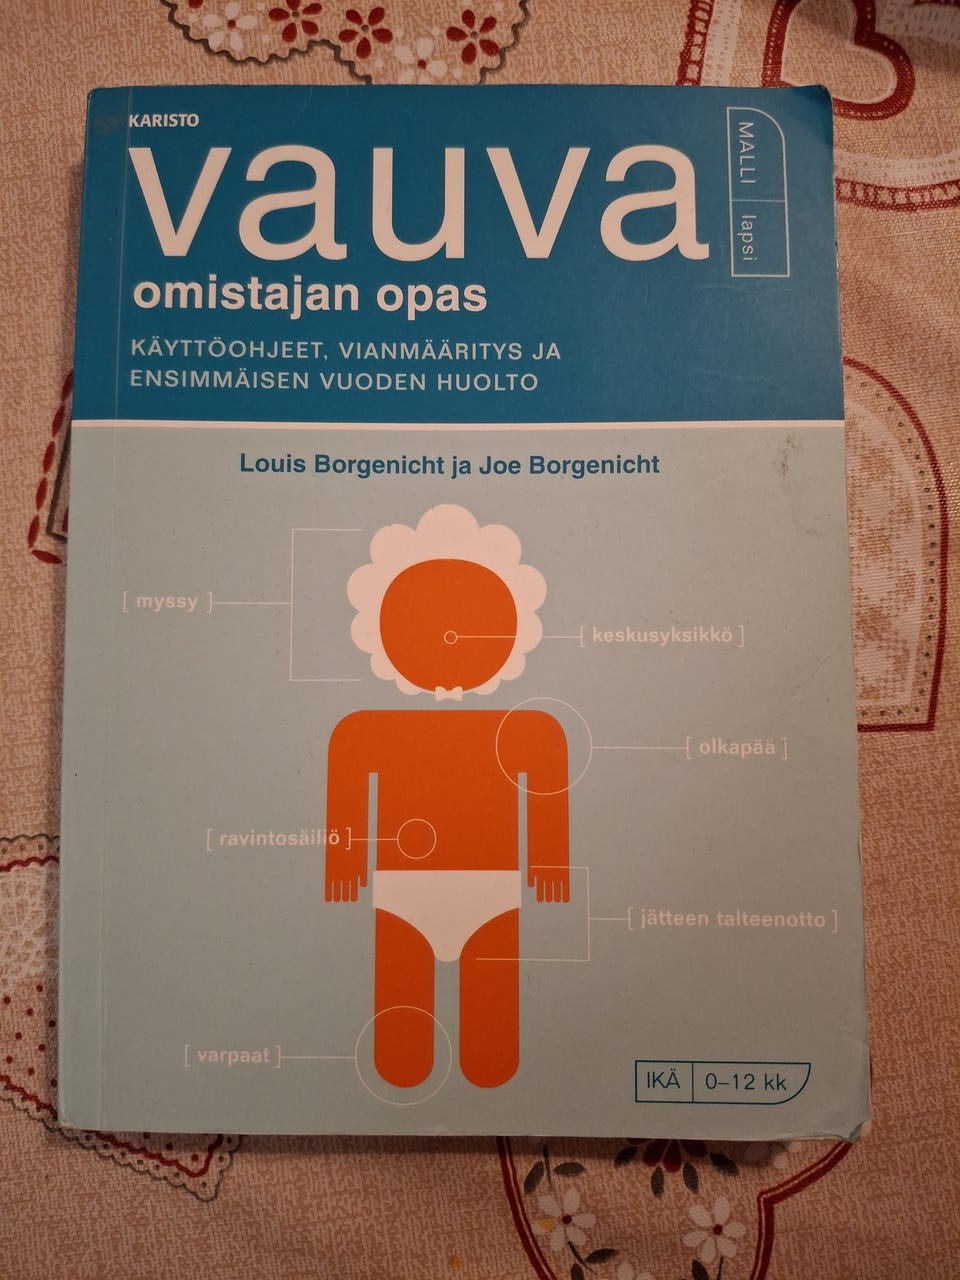 KARISTO
vauva
MALLI lapsi
omistajan opas
KÄYTTÖOHJEET, VIANMÄÄRITYS JA
ENSIMMÄISEN VUODEN HUOLTO
Louis Borgenicht ja Joe Borgenicht
[ myssy ]
[ keskusyksikkö ]
[ olkapää ]
[ ravintosäiliö ]
[ jätteen talteenotto ]
[ varpaat ]
IKÄ 0–12 kk